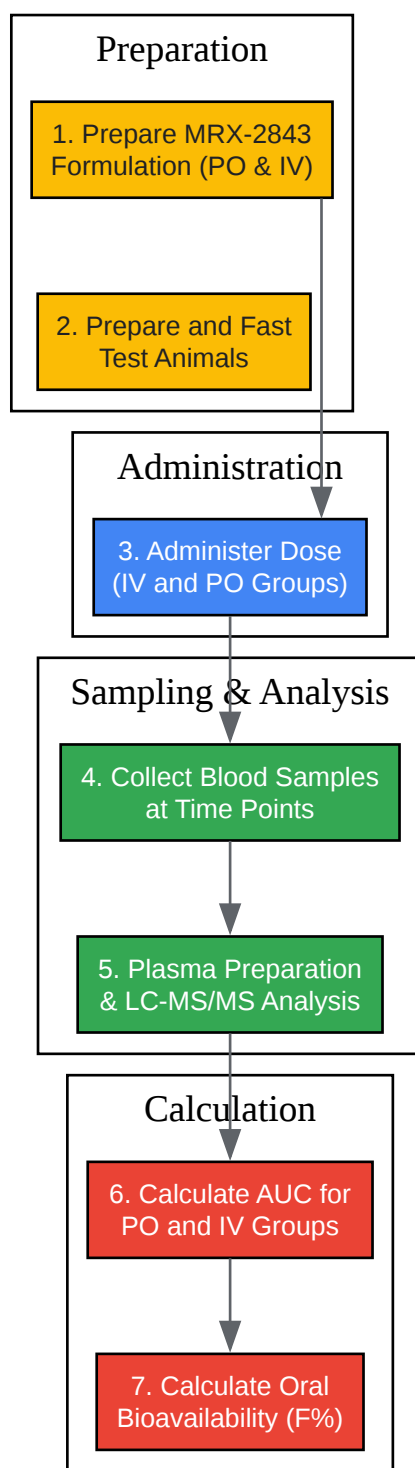 Preparation
1. Prepare MRX-2843
Formulation (PO & IV)
2. Prepare and Fast
Test Animals
Administration
3. Administer Dose
(IV and PO Groups)
Sampling & Analysis
4. Collect Blood Samples
at Time Points
5. Plasma Preparation
& LC-MS/MS Analysis
Calculation
6. Calculate AUC for
PO and IV Groups
7. Calculate Oral
Bioavailability (F%)